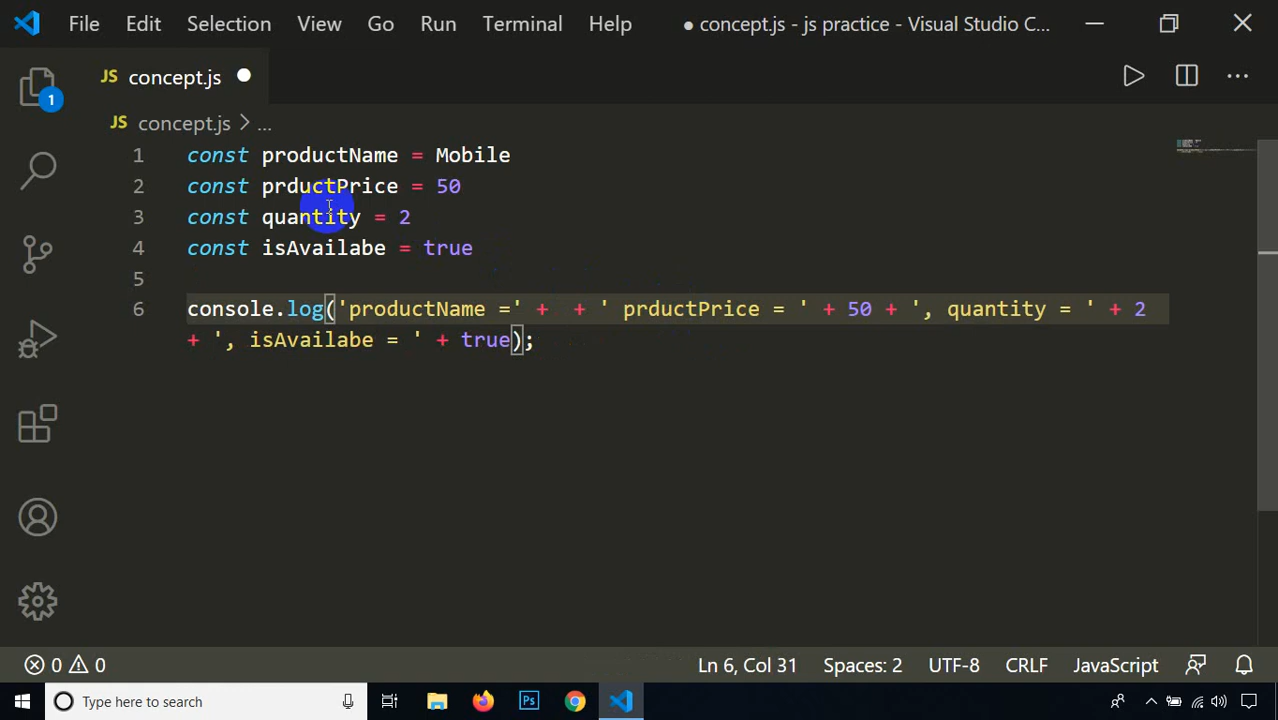 File Edit Selection View Go Run Terminal Help ● concept.js - js practice - Visual Studio C...
JS concept.js ●
1
JS concept.js > ...
1 const productName = Mobile
2 const prductPrice = 50
3 const quantity = 2
4 const isAvailabe = true
5
6 console.log('productName =' +  + ' prductPrice = ' + 50 + ', quantity = ' + 2
+ ', isAvailabe = ' + true);
0 0 Ln 6, Col 31 Spaces: 2 UTF-8 CRLF JavaScript
Type here to search Ps